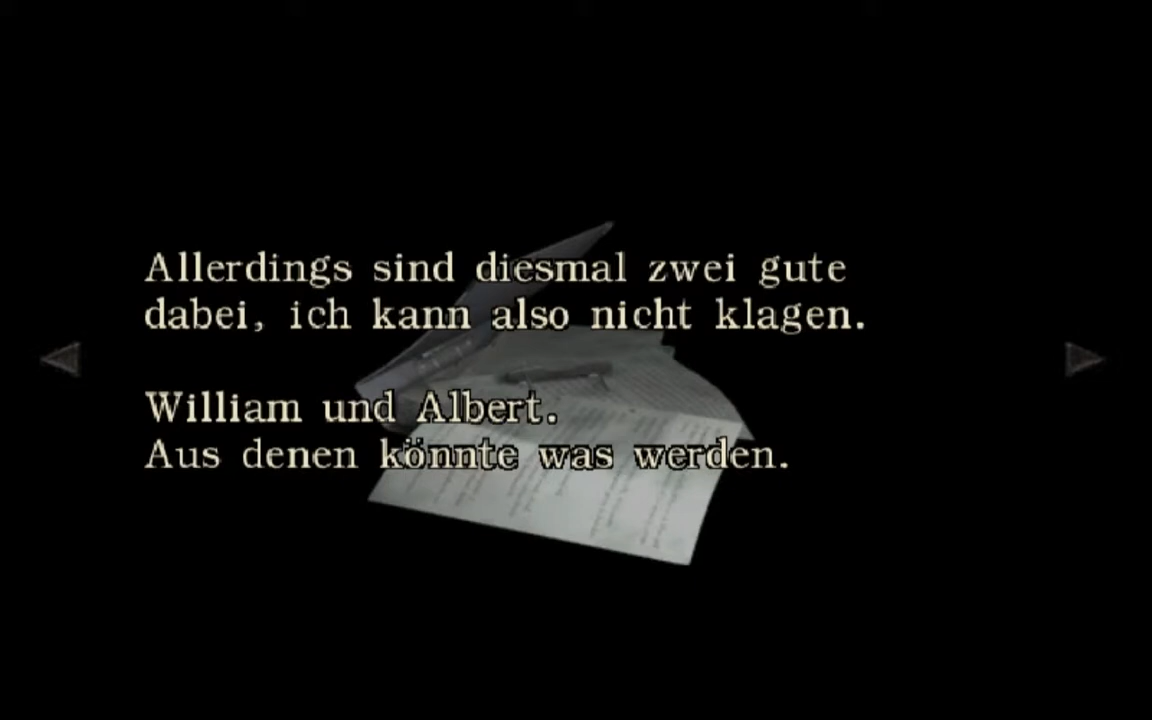 Allerdings sind diesmal zwei gute
dabei, ich kann also nicht klagen.
William und Albert.
Aus denen könnte was werden.